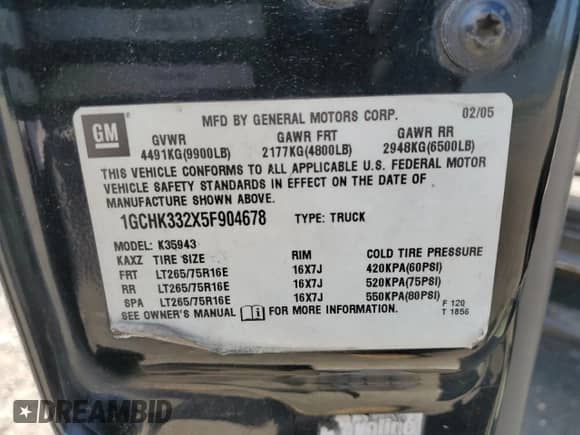 GM
MFD BY GENERAL MOTORS CORP. 02/05
GVWR GAWR FRT GAWR RR
4491KG(9900LB) 2177KG(4800LB) 2948KG(6500LB)
THIS VEHICLE CONFORMS TO ALL APPLICABLE U.S. FEDERAL MOTOR
VEHICLE SAFETY STANDARDS IN EFFECT ON THE DATE OF
MANUFACTURE SHOWN ABOVE.
1GCHK332X5F904678 TYPE: TRUCK
MODEL: K35943
KAXZ TIRE SIZE RIM COLD TIRE PRESSURE
FRT LT265/75R16E 16X7J 420KPA(60PSI)
RR LT265/75R16E 16X7J 520KPA(75PSI)
SPA LT265/75R16E 16X7J 550KPA(80PSI)
SEE OWNER'S MANUAL i FOR MORE INFORMATION.
F 120
T 1856
DREAMBID